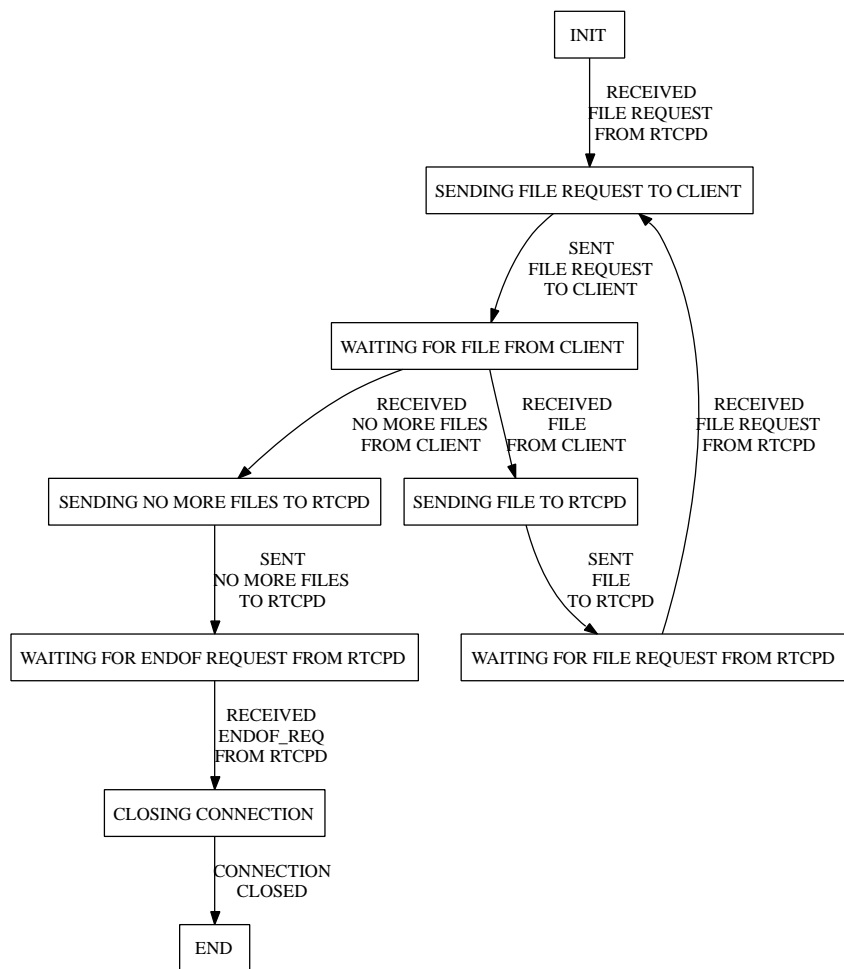 INIT
RECEIVED
FILE REQUEST
FROM RTCPD
SENDING FILE REQUEST TO CLIENT
SENT
FILE REQUEST
TO CLIENT
WAITING FOR FILE FROM CLIENT
RECEIVED
NO MORE FILES
FROM CLIENT
RECEIVED
FILE
FROM CLIENT
RECEIVED
FILE REQUEST
FROM RTCPD
SENDING NO MORE FILES TO RTCPD
SENDING FILE TO RTCPD
SENT
NO MORE FILES
TO RTCPD
SENT
FILE
TO RTCPD
WAITING FOR ENDOF REQUEST FROM RTCPD
WAITING FOR FILE REQUEST FROM RTCPD
RECEIVED
ENDOF_REQ
FROM RTCPD
CLOSING CONNECTION
CONNECTION
CLOSED
END